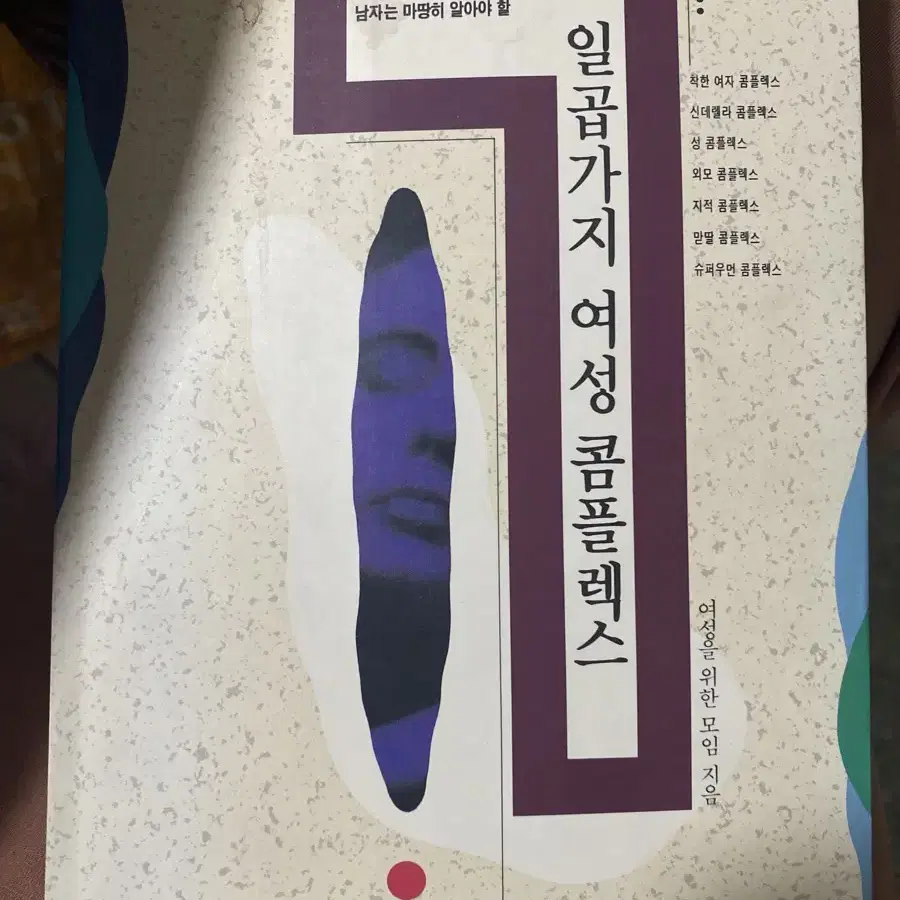 남자는 마땅히 알아야 할
일곱가지 여성 콤플렉스
착한 여자 콤플렉스
신데렐라 콤플렉스
성 콤플렉스
외모 콤플렉스
지적 콤플렉스
맏딸 콤플렉스
슈퍼우먼 콤플렉스
여성을 위한 모임 지음